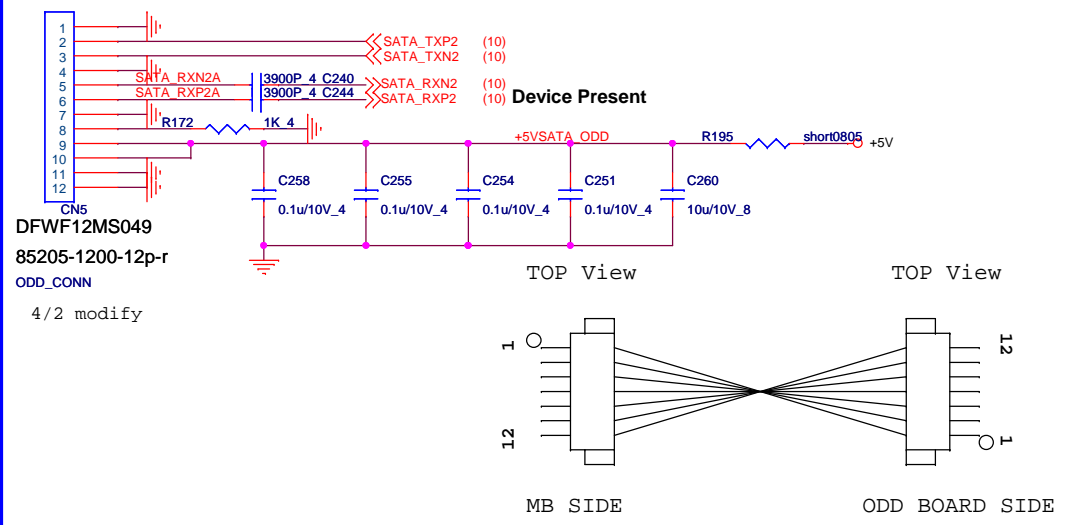 1
2 SATA_TXP2 (10)
3 SATA_TXN2 (10)
4
5 SATA_RXN2A 3900P_4 C240 SATA_RXN2 (10)
6 SATA_RXP2A 3900P_4 C244 SATA_RXP2 (10) Device Present
7
8 R172 1K_4
9 +5VSATA_ODD R195 short0805 +5V
10
11
12
C258 C255 C254 C251 C260
0.1u/10V_4 0.1u/10V_4 0.1u/10V_4 0.1u/10V_4 10u/10V_8
CN5
DFWF12MS049
85205-1200-12p-r
ODD_CONN
4/2 modify
TOP View TOP View
1 12
12 1
MB SIDE ODD BOARD SIDE